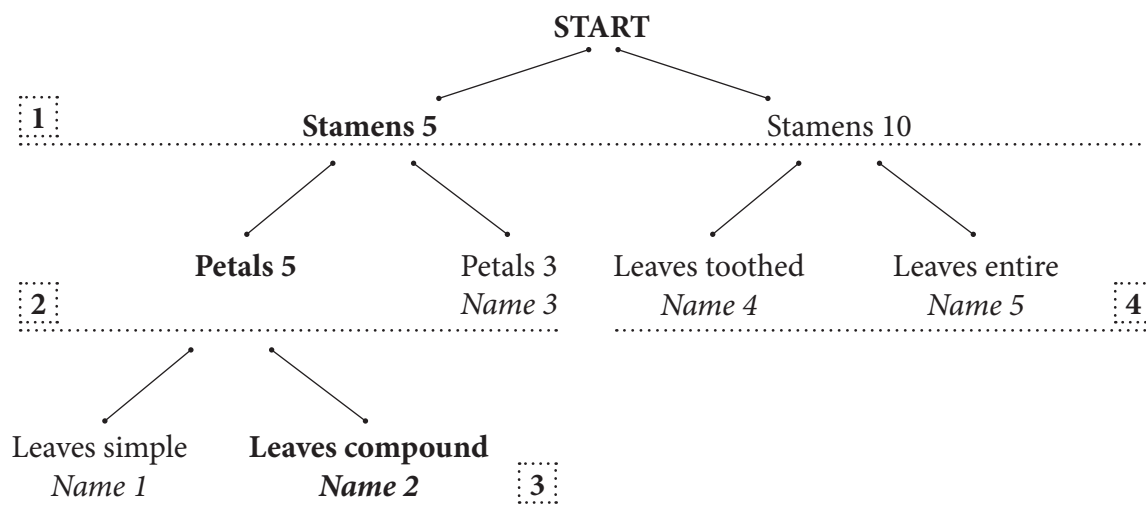 START
1
Stamens 5 Stamens 10
Petals 5 Petals 3 Leaves toothed Leaves entire
2 Name 3 Name 4 Name 5 4
Leaves simple Leaves compound
Name 1 Name 2 3